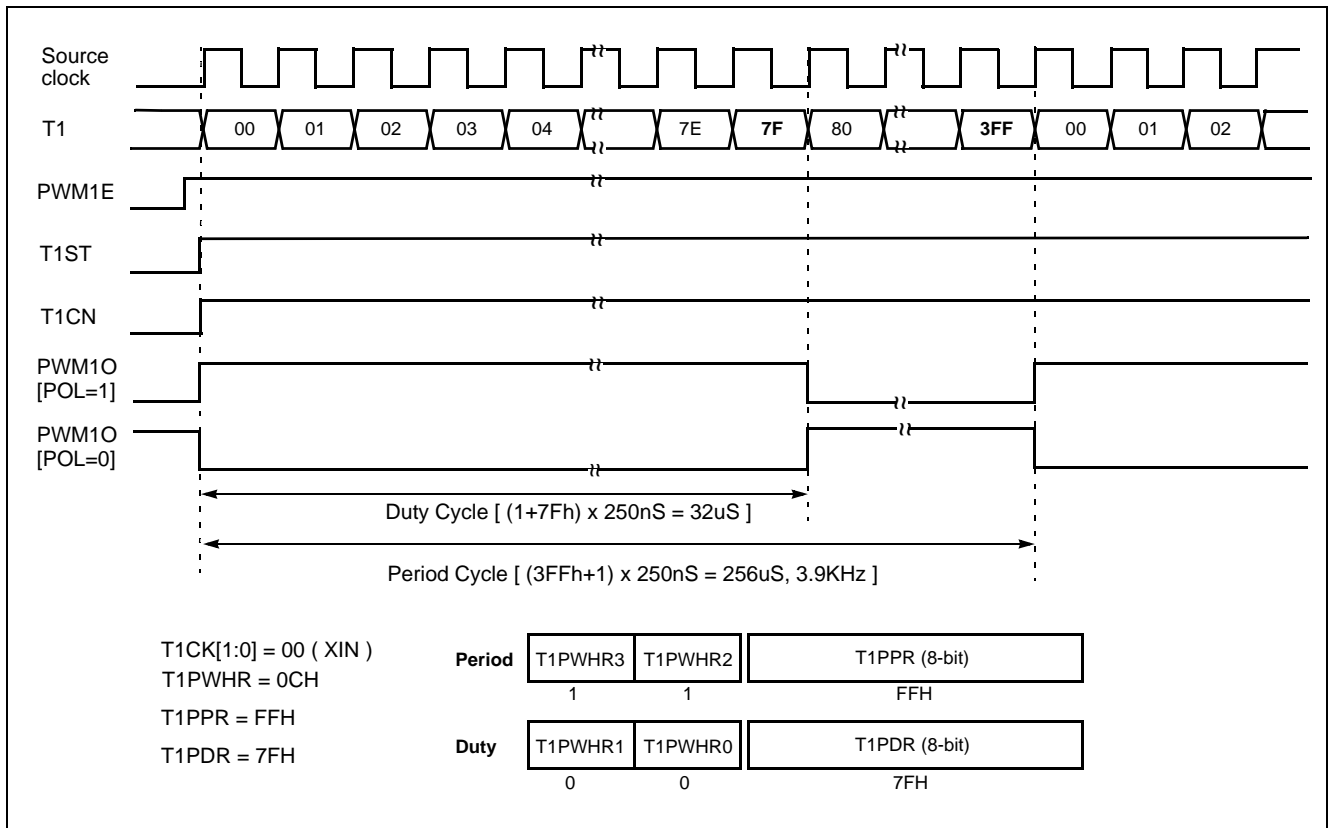 Source
clock
T1 00 01 02 03 04 7E 7F 80 3FF 00 01 02
PWM1E
T1ST
T1CN
PWM1O
[POL=1]
PWM1O
[POL=0]
Duty Cycle [ (1+7Fh) x 250nS = 32uS ]
Period Cycle [ (3FFh+1) x 250nS = 256uS, 3.9KHz ]
T1CK[1:0] = 00 ( XIN )
T1PWHR = 0CH
T1PPR = FFH
T1PDR = 7FH
Period T1PWHR3 T1PWHR2 T1PPR (8-bit)
1 1 FFH
Duty T1PWHR1 T1PWHR0 T1PDR (8-bit)
0 0 7FH